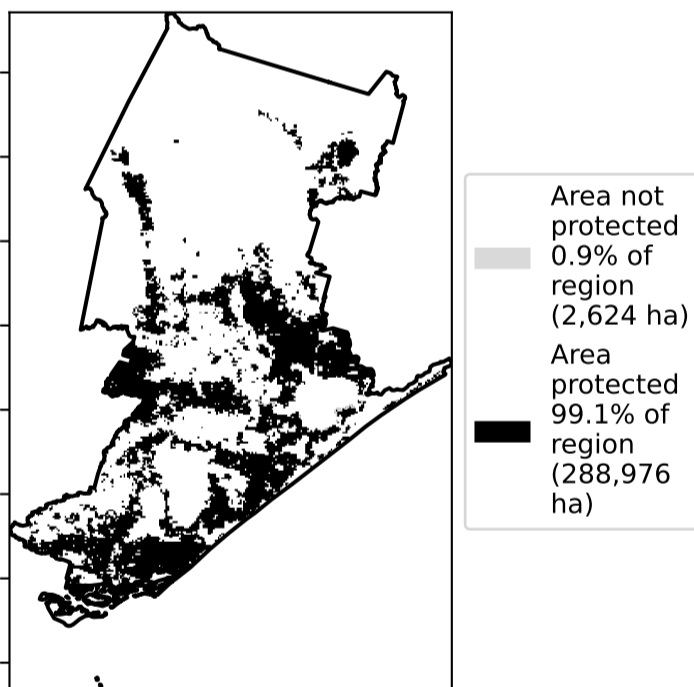 Area not
protected
0.9% of
region
(2,624 ha)
Area
protected
99.1% of
region
(288,976
ha)